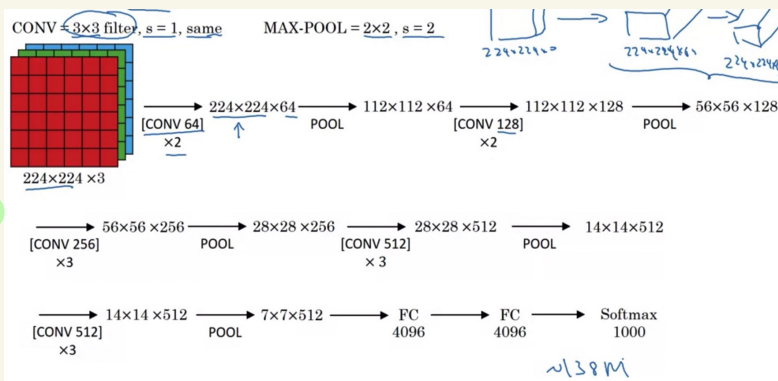 CONV = 3×3 filter, s = 1, same MAX-POOL = 2×2 , s = 2
224×224×64
224×224 ×3
[CONV 64]
×2
224×224×64
POOL
112×112 ×64
[CONV 128]
×2
112×112 ×128
POOL
56×56 ×128
[CONV 256]
×3
56×56 ×256
POOL
28×28 ×256
[CONV 512]
× 3
28×28 ×512
POOL
14×14×512
[CONV 512]
×3
14×14 ×512
POOL
7×7×512
FC
4096
FC
4096
Softmax
1000
~138M